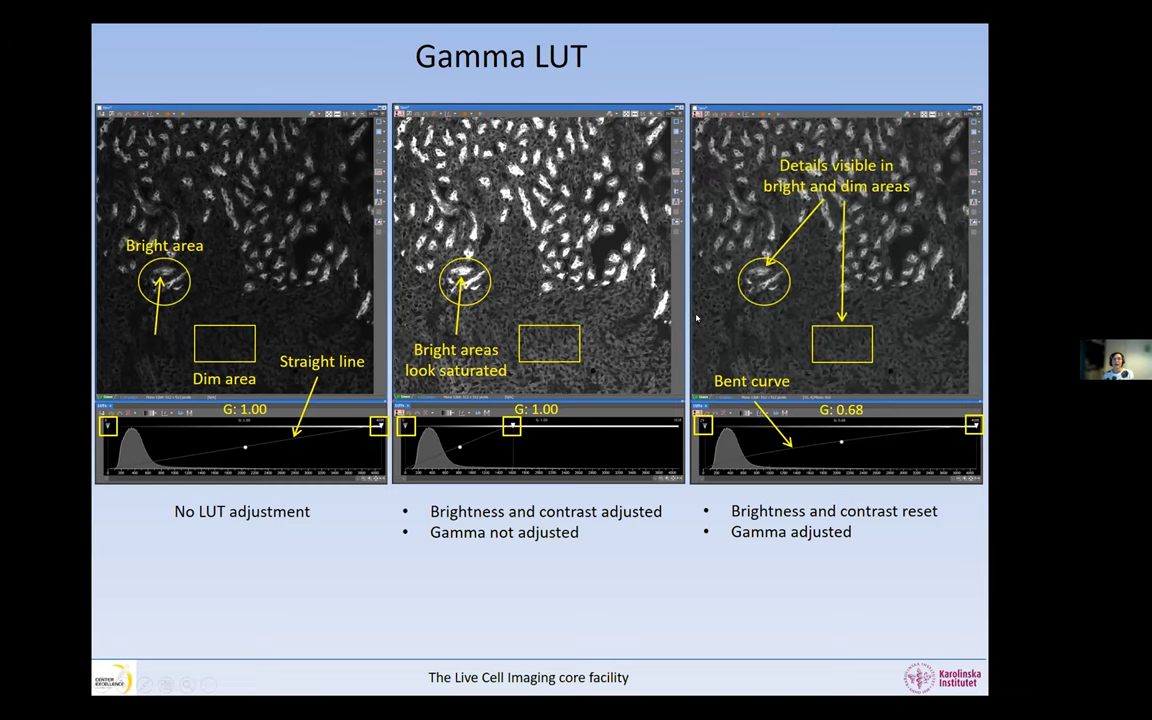 Gamma LUT
Bright area
Dim area
Straight line
G: 1.00
Bright areas
look saturated
G: 1.00
Details visible in
bright and dim areas
Bent curve
G: 0.68
No LUT adjustment
• Brightness and contrast adjusted
• Gamma not adjusted
• Brightness and contrast reset
• Gamma adjusted
The Live Cell Imaging core facility
Karolinska
Institutet